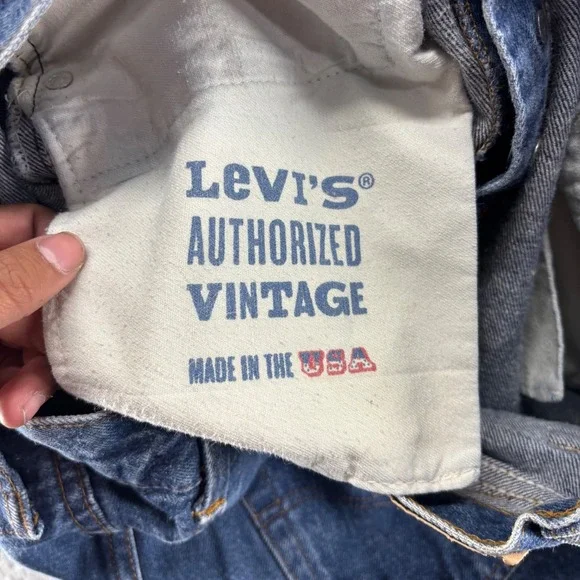 LEVI'S®
AUTHORIZED
VINTAGE
MADE IN THE USA